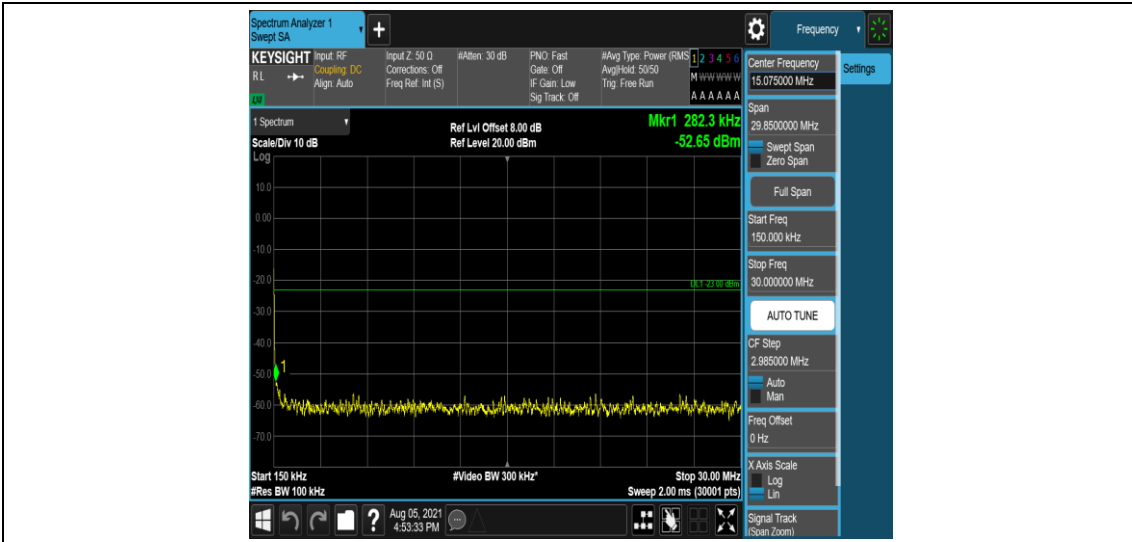 Spectrum Analyzer 1
Swept SA
Frequency
KEYSIGHT
RL
LXI
Input: RF
Coupling: DC
Align: Auto
Input Z: 50 Ω
Corrections: Off
Freq Ref: Int (S)
#Atten: 30 dB
PNO: Fast
Gate: Off
IF Gain: Low
Sig Track: Off
#Avg Type: Power (RMS
Avg|Hold: 50/50
Trig: Free Run
1 2 3 4 5 6
M W W W W W
A A A A A A
1 Spectrum
Scale/Div 10 dB
Log
Ref Lvl Offset 8.00 dB
Ref Level 20.00 dBm
Mkr1 282.3 kHz
-52.65 dBm
10.0
0.00
-10.0
-20.0
DL1 -23.00 dBm
-30.0
-40.0
1
-50.0
-60.0
-70.0
Start 150 kHz
#Res BW 100 kHz
#Video BW 300 kHz*
Stop 30.00 MHz
Sweep 2.00 ms (30001 pts)
Aug 05, 2021
4:53:33 PM
?
Center Frequency
15.075000 MHz
Settings
Span
29.8500000 MHz
Swept Span
Zero Span
Full Span
Start Freq
150.000 kHz
Stop Freq
30.000000 MHz
AUTO TUNE
CF Step
2.985000 MHz
Auto
Man
Freq Offset
0 Hz
X Axis Scale
Log
Lin
Signal Track
(Span Zoom)